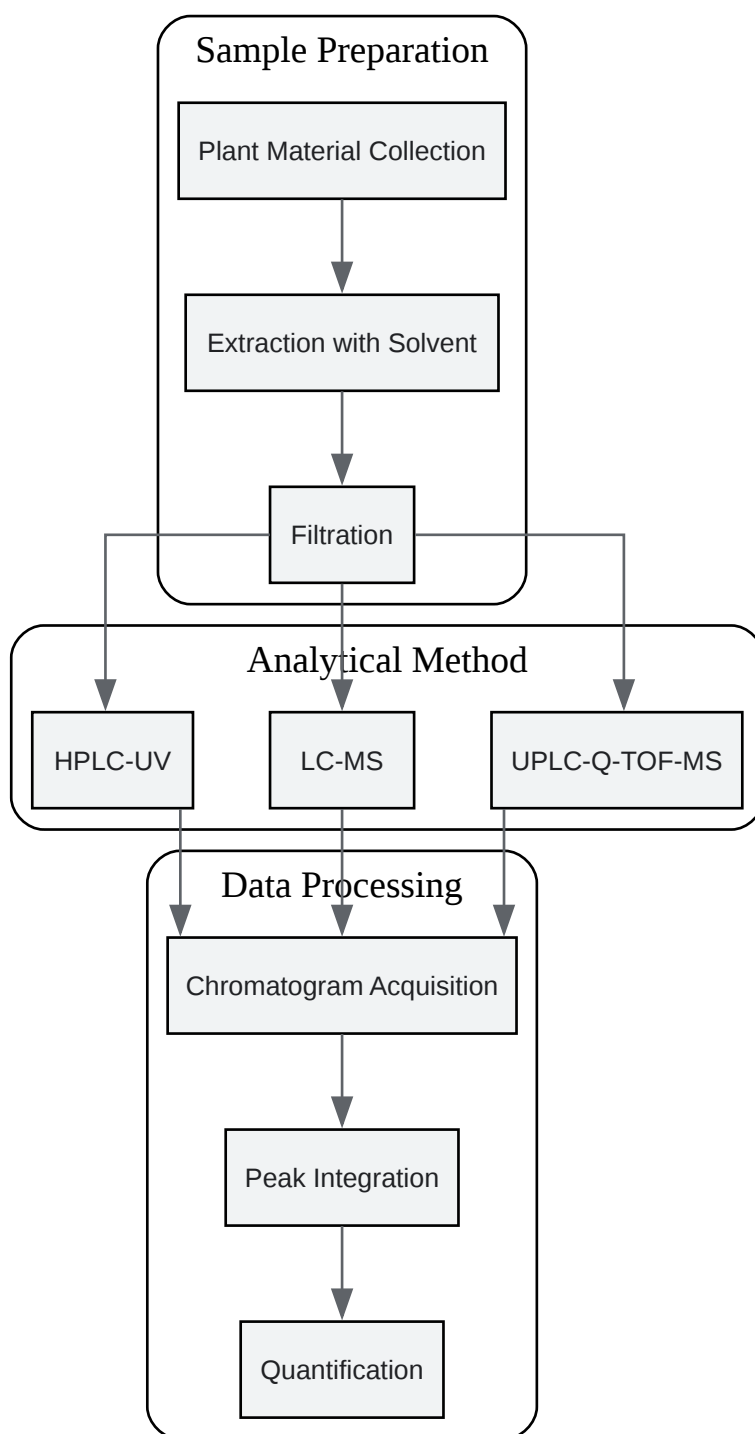 Sample Preparation
Plant Material Collection
Extraction with Solvent
Filtration
Analytical Method
HPLC-UV
LC-MS
UPLC-Q-TOF-MS
Data Processing
Chromatogram Acquisition
Peak Integration
Quantification